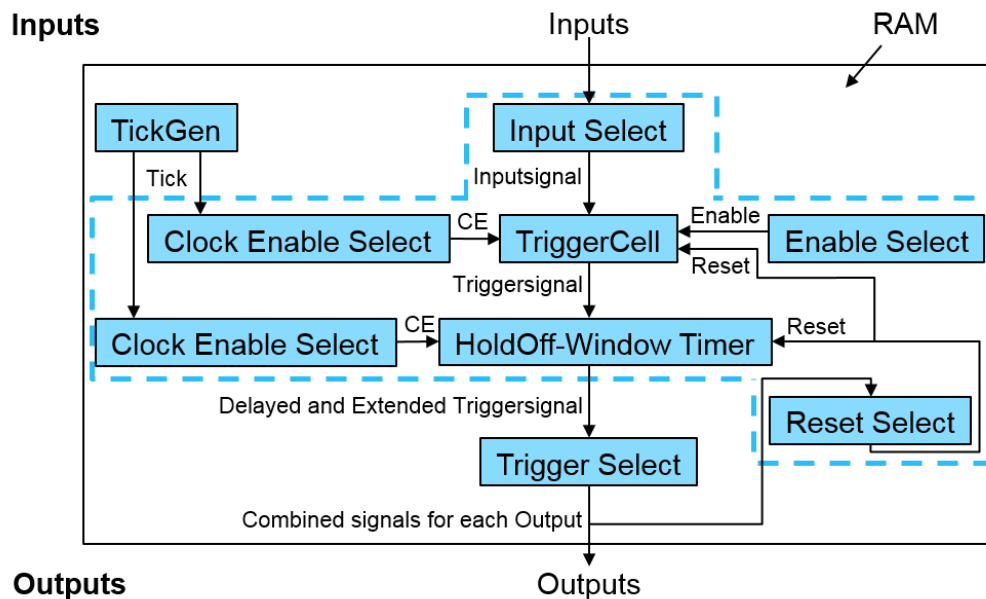 Inputs
Inputs
RAM
TickGen
Input Select
Tick
Inputsignal
Enable
CE
Clock Enable Select
TriggerCell
Enable Select
Reset
Triggersignal
CE
Reset
Clock Enable Select
HoldOff-Window Timer
Delayed and Extended Triggersignal
Reset Select
Trigger Select
Combined signals for each Output
Outputs
Outputs